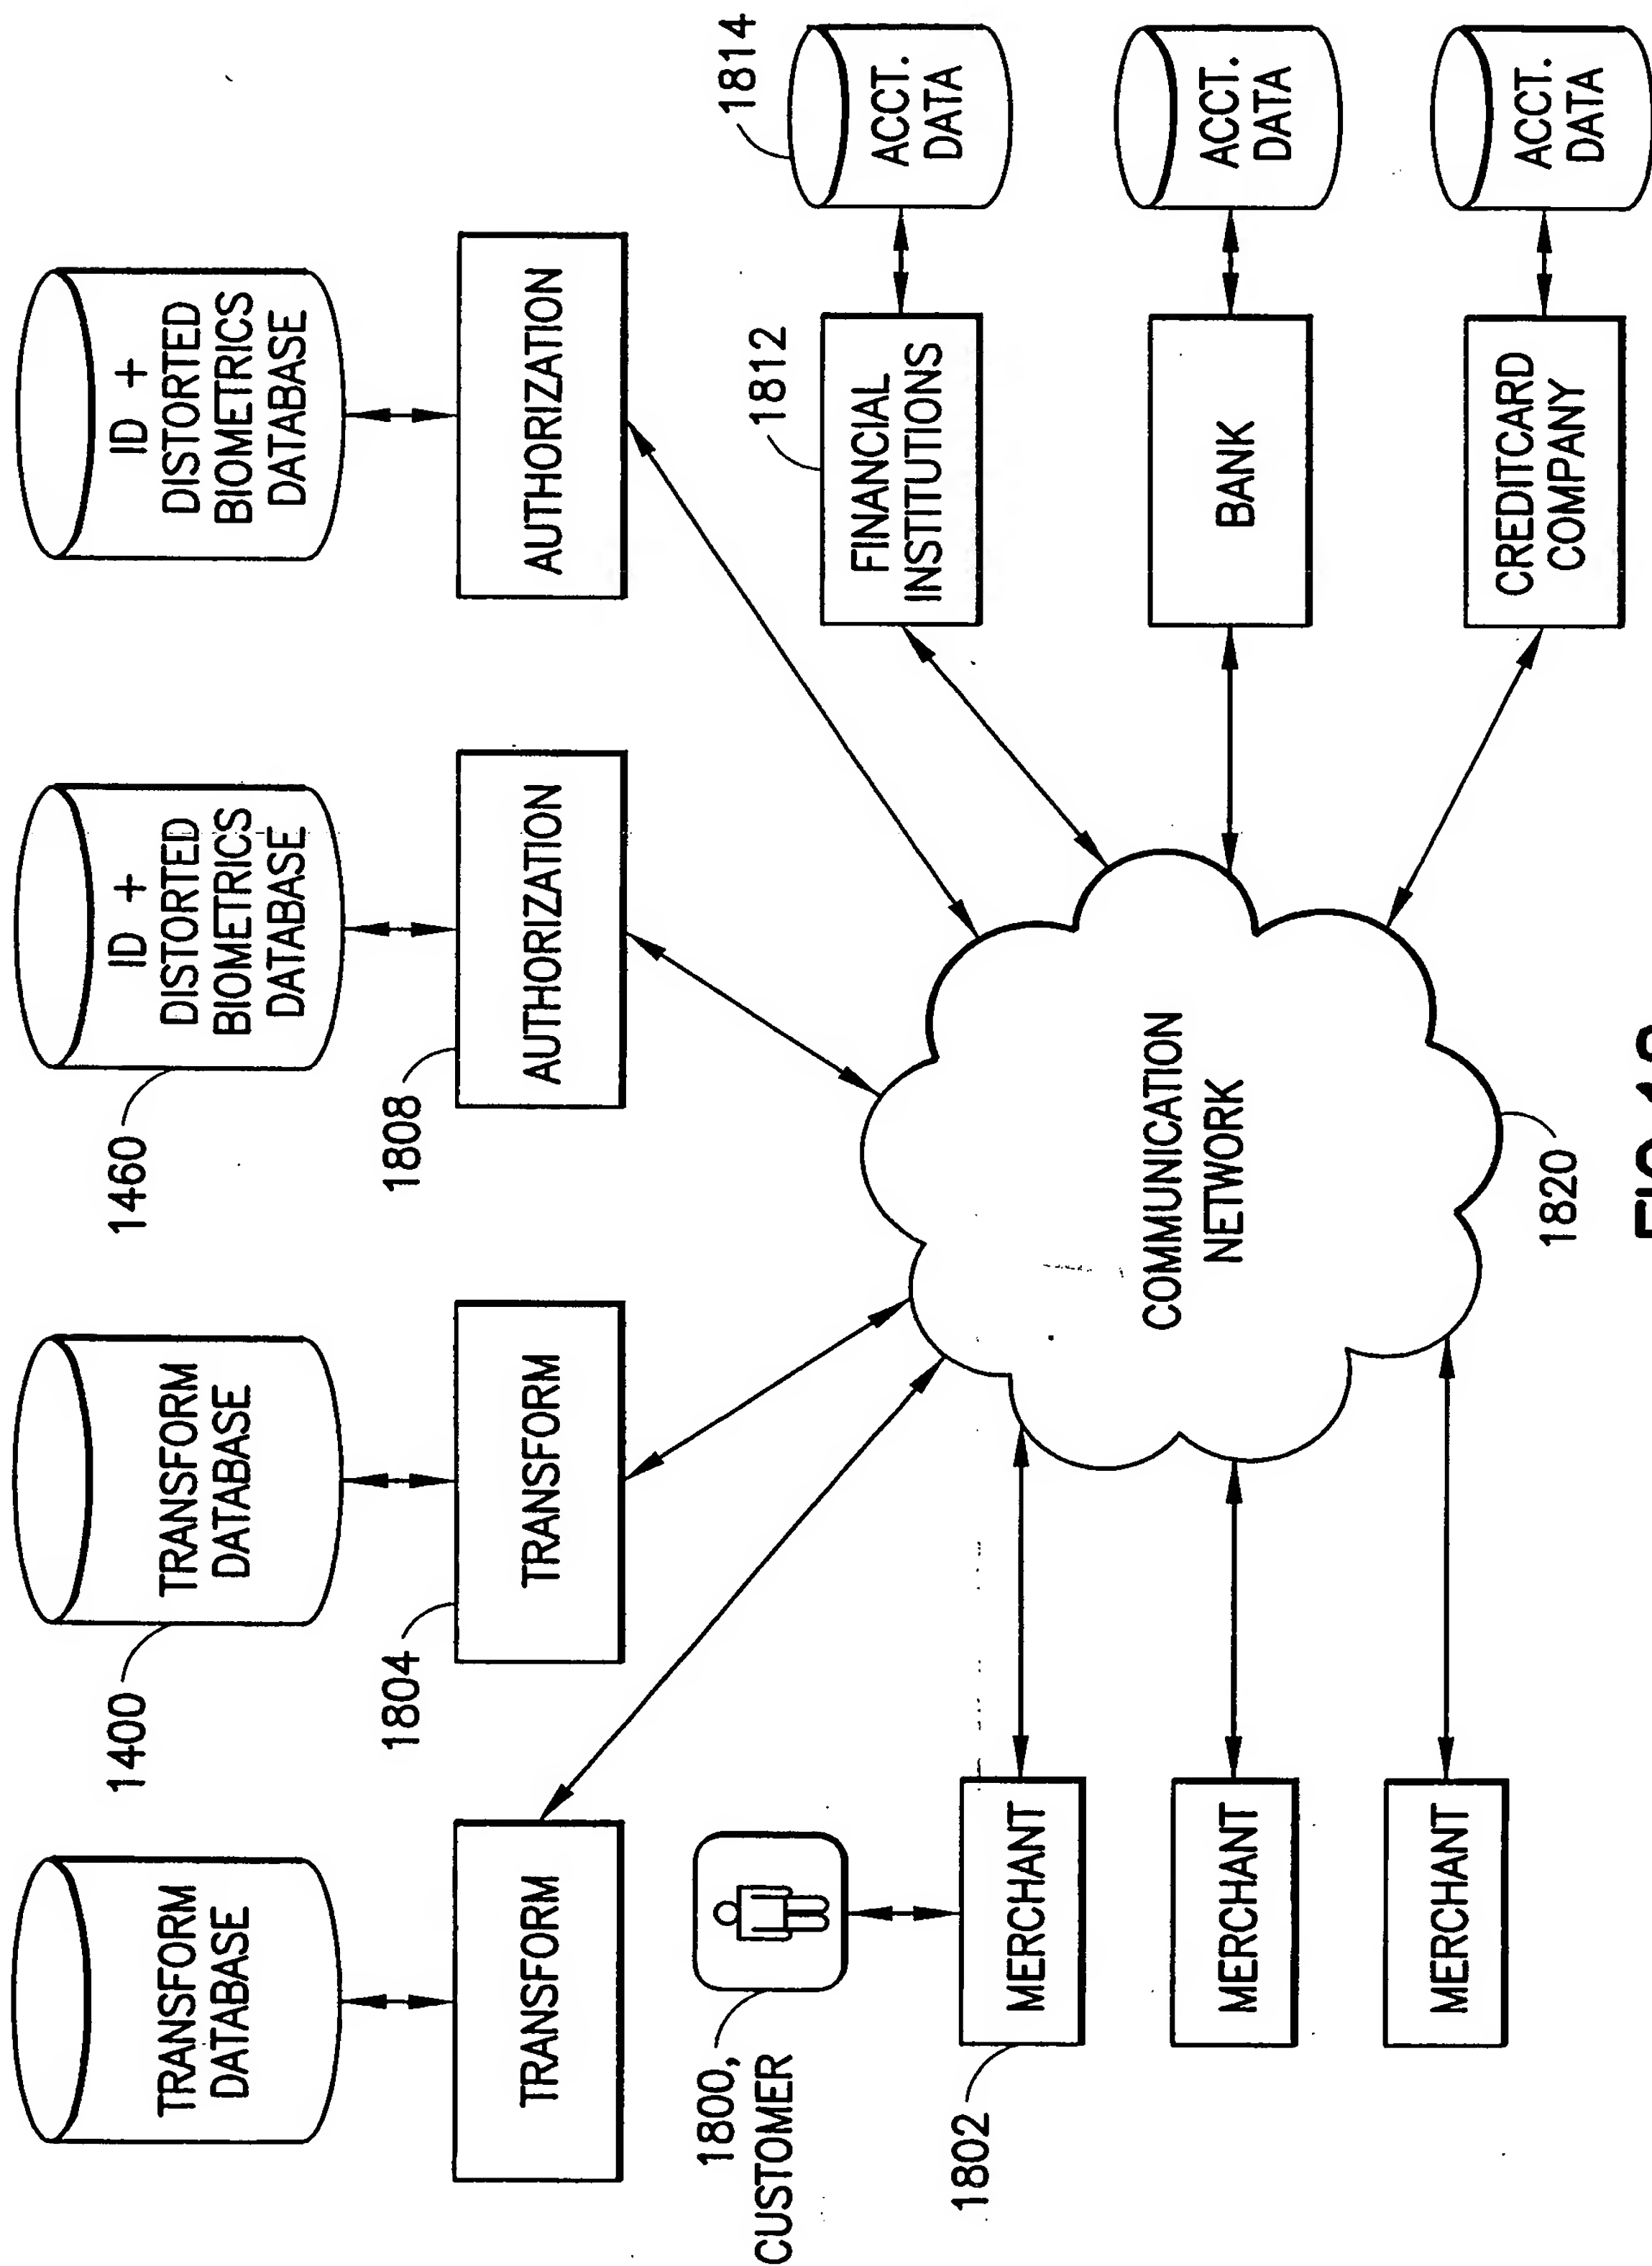 TRANSFORM
DATABASE
1400
TRANSFORM
DATABASE
1460
ID +
DISTORTED
BIOMETRICS
DATABASE
ID +
DISTORTED
BIOMETRICS
DATABASE
TRANSFORM
1804
TRANSFORM
1808
AUTHORIZATION
AUTHORIZATION
1800,
CUSTOMER
1802
MERCHANT
MERCHANT
MERCHANT
COMMUNICATION
NETWORK
1820
1812
FINANCIAL
INSTITUTIONS
1814
ACCT.
DATA
BANK
ACCT.
DATA
CREDITCARD
COMPANY
ACCT.
DATA